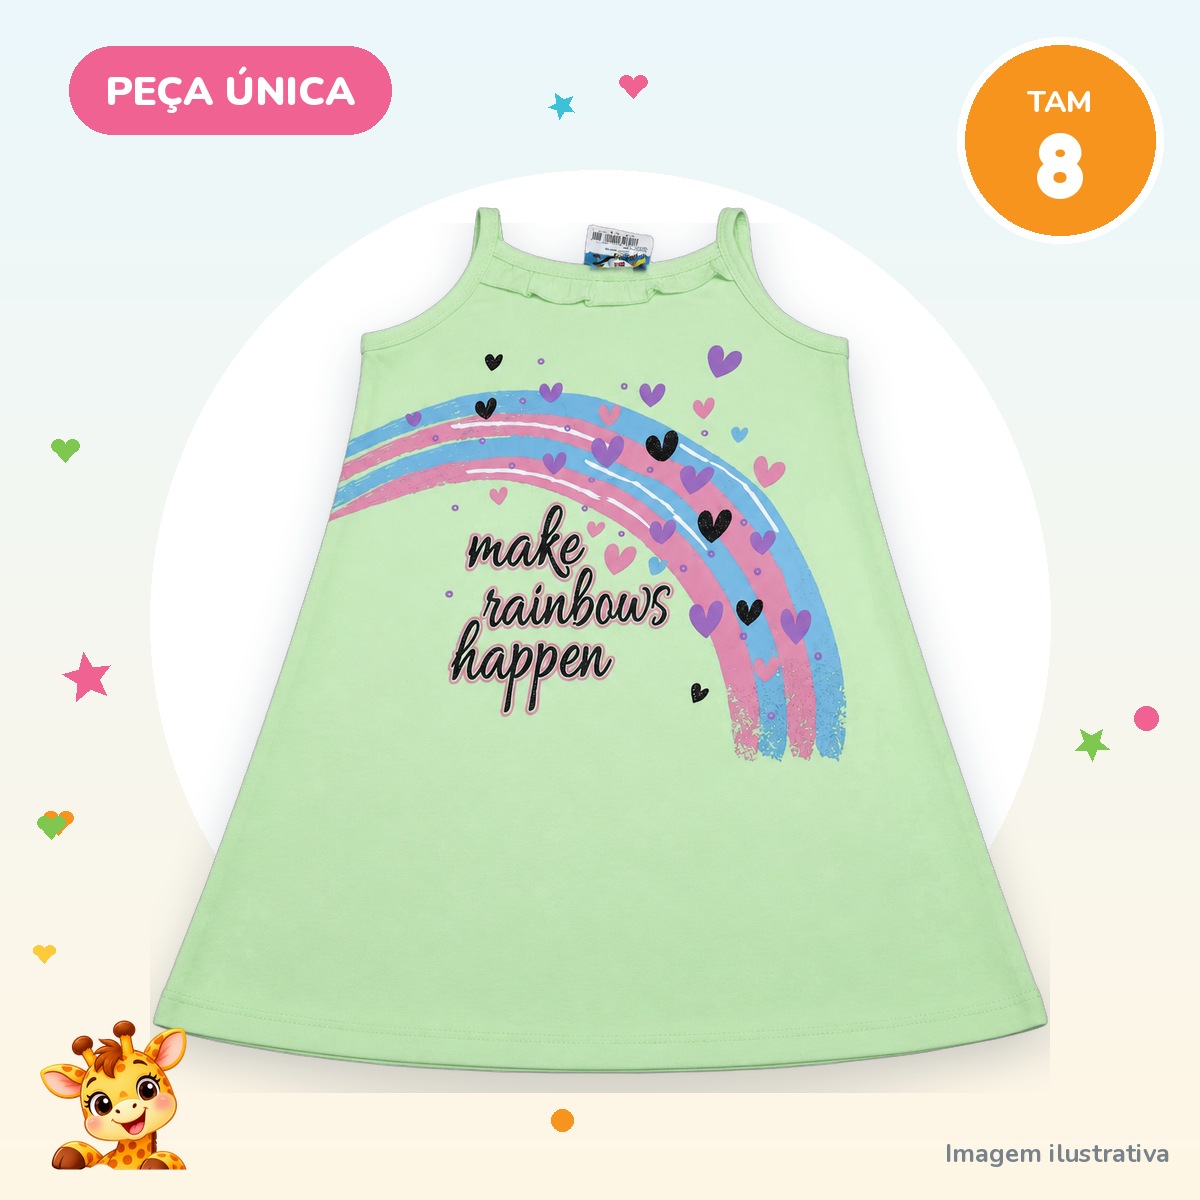 PEÇA ÚNICA
TAM
8
make
rainbows
happen
Imagem ilustrativa